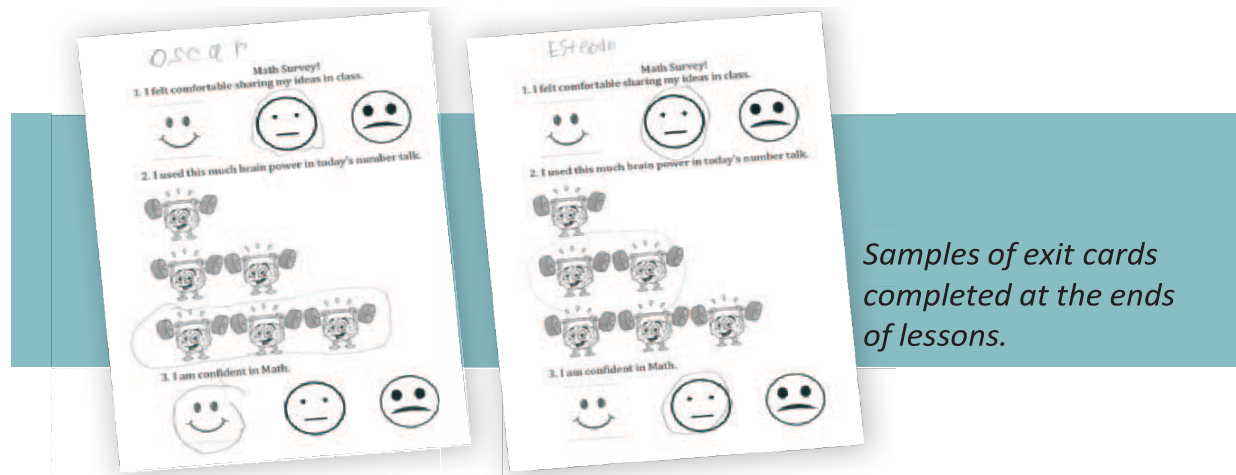 Oscar
Math Survey!
1. I felt comfortable sharing my ideas in class.
2. I used this much brain power in today's number talk.
3. I am confident in Math.
Esteban
Math Survey!
1. I felt comfortable sharing my ideas in class.
2. I used this much brain power in today's number talk.
3. I am confident in Math.
Samples of exit cards
completed at the ends
of lessons.